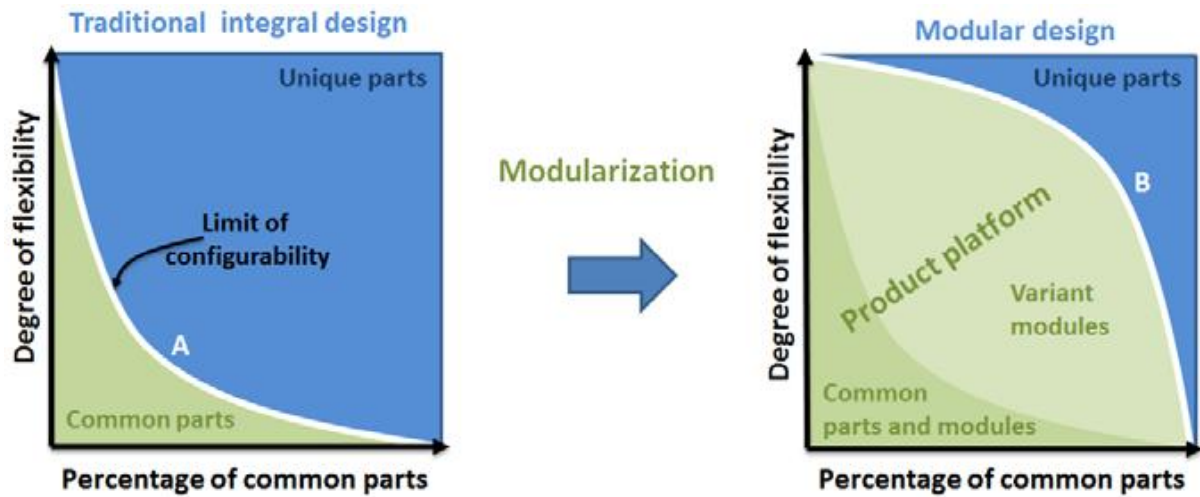 Traditional integral design
Unique parts
Degree of flexibility
Limit of
configurability
A
Common parts
Percentage of common parts
Modularization
Modular design
Unique parts
Degree of flexibility
B
Product platform
Variant
modules
Common
parts and modules
Percentage of common parts